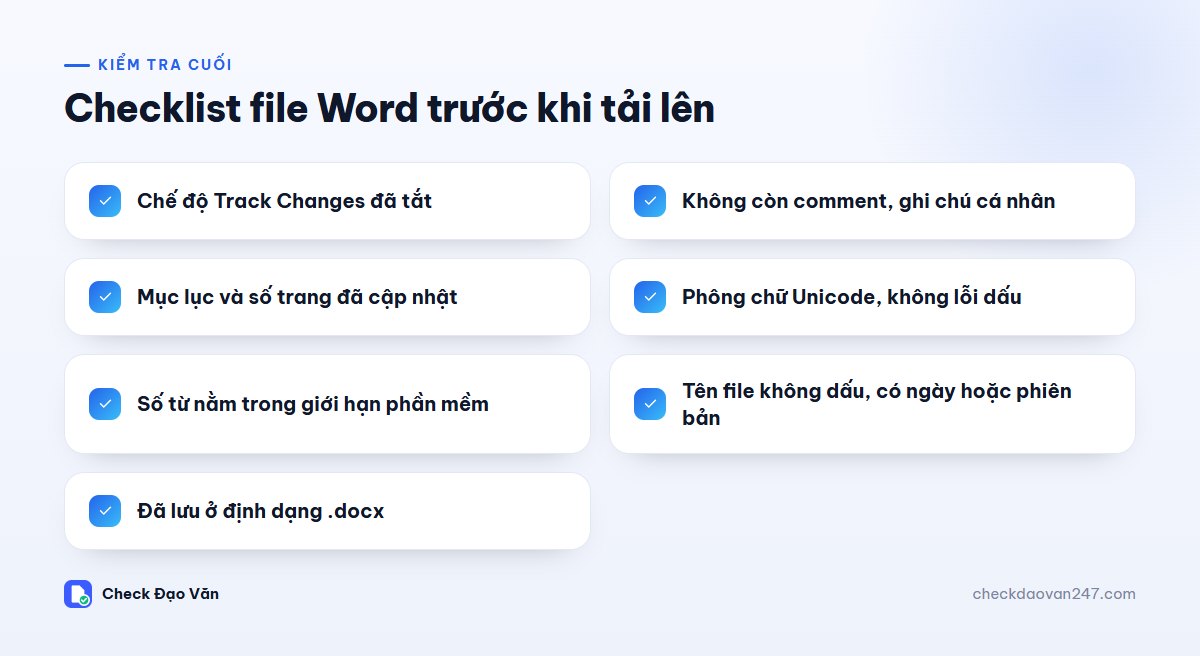 KIỂM TRA CUỐI
Checklist file Word trước khi tải lên
Chế độ Track Changes đã tắt
Không còn comment, ghi chú cá nhân
Mục lục và số trang đã cập nhật
Phông chữ Unicode, không lỗi dấu
Số từ nằm trong giới hạn phần mềm
Tên file không dấu, có ngày hoặc phiên
bản
Đã lưu ở định dạng .docx
Check Đạo Văn
checkdaovan247.com